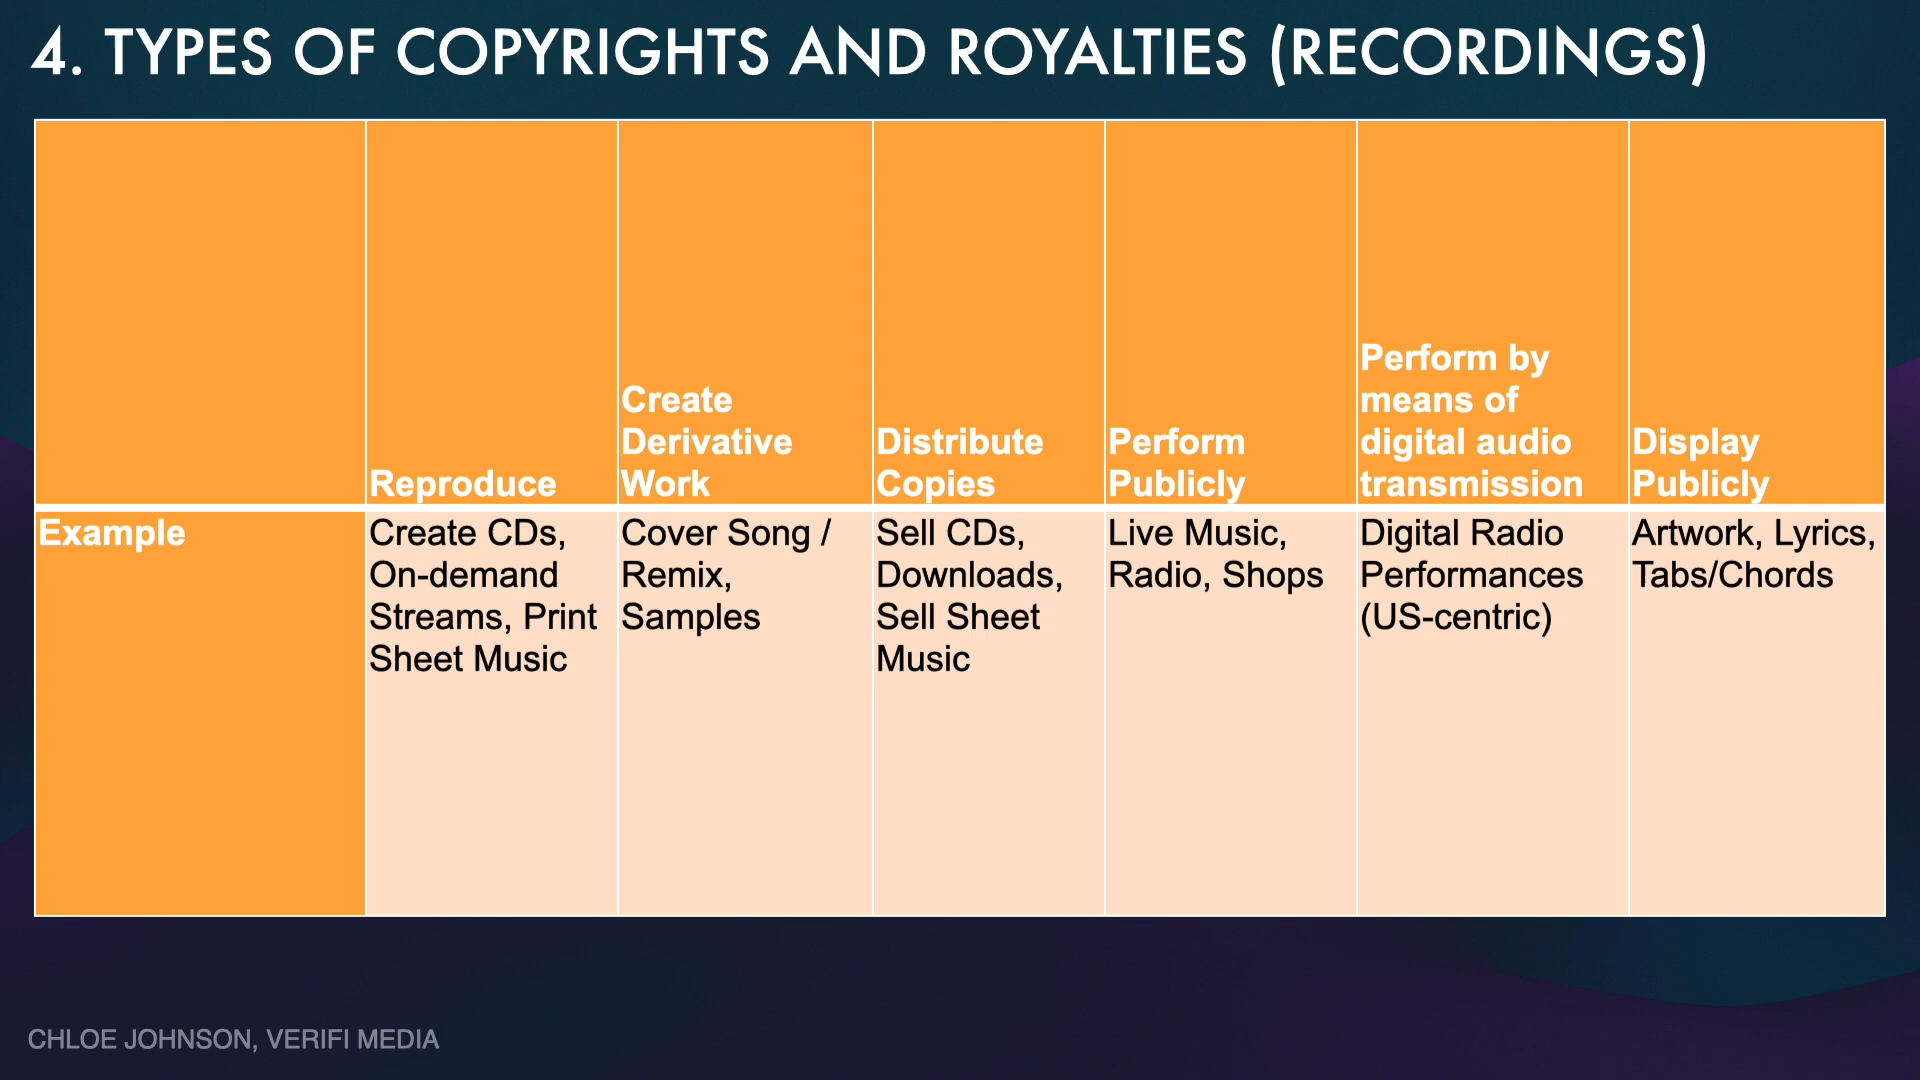 4. TYPES OF COPYRIGHTS AND ROYALTIES (RECORDINGS)
Reproduce
Create
Derivative
Work
Distribute
Copies
Perform
Publicly
Perform by
means of
digital audio
transmission
Display
Publicly
Example
Create CDs,
On-demand
Streams, Print
Sheet Music
Cover Song /
Remix,
Samples
Sell CDs,
Downloads,
Sell Sheet
Music
Live Music,
Radio, Shops
Digital Radio
Performances
(US-centric)
Artwork, Lyrics,
Tabs/Chords
CHLOE JOHNSON, VERIFI MEDIA